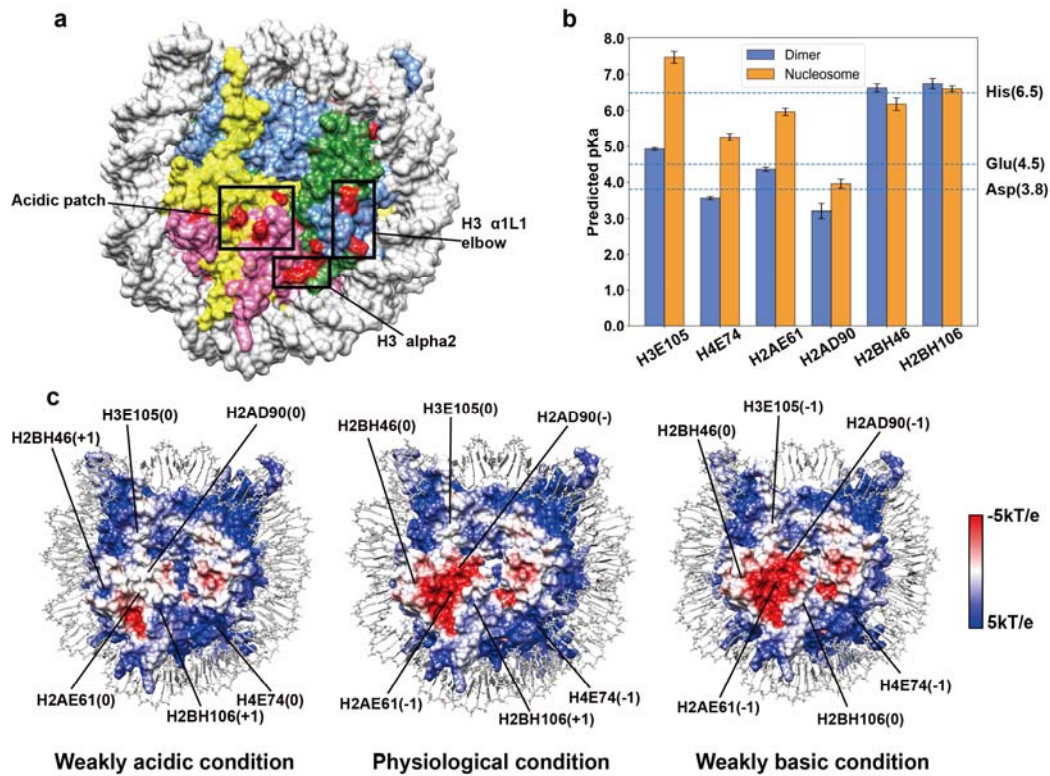 a
Acidic patch
H3 α1L1
elbow
H3 alpha2
b
Predicted pKa
8.0
7.0
6.0
5.0
4.0
3.0
2.0
1.0
0.0
Dimer
Nucleosome
His(6.5)
Glu(4.5)
Asp(3.8)
H3E105
H4E74
H2AE61
H2AD90
H2BH46
H2BH106
c
H3E105(0)
H2AD90(0)
H2BH46(+1)
H2AE61(0)
H2BH106(+1)
H4E74(0)
Weakly acidic condition
H3E105(0)
H2AD90(-)
H2BH46(0)
H2AE61(-1)
H2BH106(+1)
H4E74(-1)
Physiological condition
H3E105(-1)
H2AD90(-1)
H2BH46(0)
H2AE61(-1)
H2BH106(0)
H4E74(-1)
Weakly basic condition
-5kT/e
5kT/e